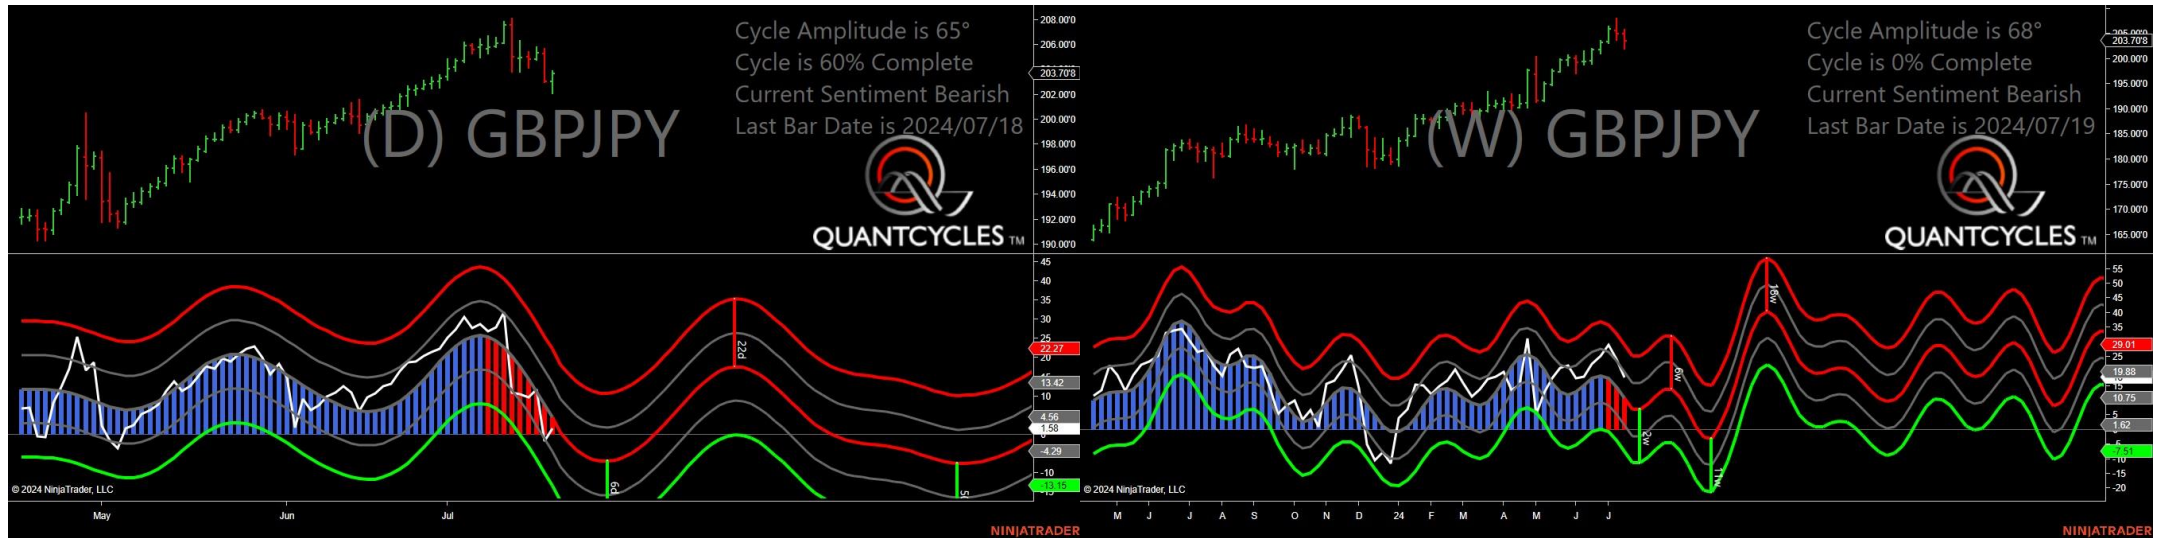 Cycle Amplitude is 65°
Cycle is 60% Complete
Current Sentiment Bearish
Last Bar Date is 2024/07/18
(D) GBPJPY
QUANTCYCLES TM
208.00'0
206.00'0
203.70'8
202.00'0
200.00'0
198.00'0
196.00'0
194.00'0
192.00'0
190.00'0
45
40
35
30
25
22.27
20
15
13.42
10
4.56
1.58
-4.29
-10
-13.15
22d
6d
© 2024 NinjaTrader, LLC
May Jun Jul
NINJATRADER
Cycle Amplitude is 68°
Cycle is 0% Complete
Current Sentiment Bearish
Last Bar Date is 2024/07/19
(W) GBPJPY
QUANTCYCLES TM
203.70'8
200.00'0
195.00'0
190.00'0
185.00'0
180.00'0
175.00'0
170.00'0
165.00'0
55
50
45
40
35
29.01
25
19.88
15
10.75
5
1.62
-7.51
-10
-15
-20
16w
6w
2w
11w
© 2024 NinjaTrader, LLC
M J J A S O N D 24 F M A M J J
NINJATRADER